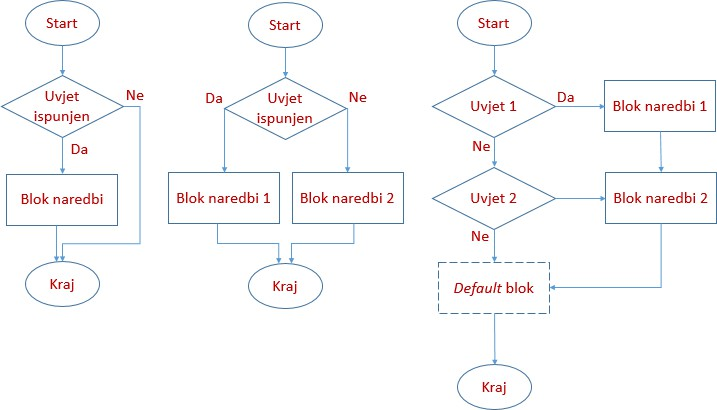 Start
Uvjet
ispunjen
Ne
Da
Blok naredbi
Kraj
Start
Da
Uvjet
ispunjen
Ne
Blok naredbi 1
Blok naredbi 2
Kraj
Start
Uvjet 1
Da
Blok naredbi 1
Ne
Uvjet 2
Blok naredbi 2
Ne
Default blok
Kraj